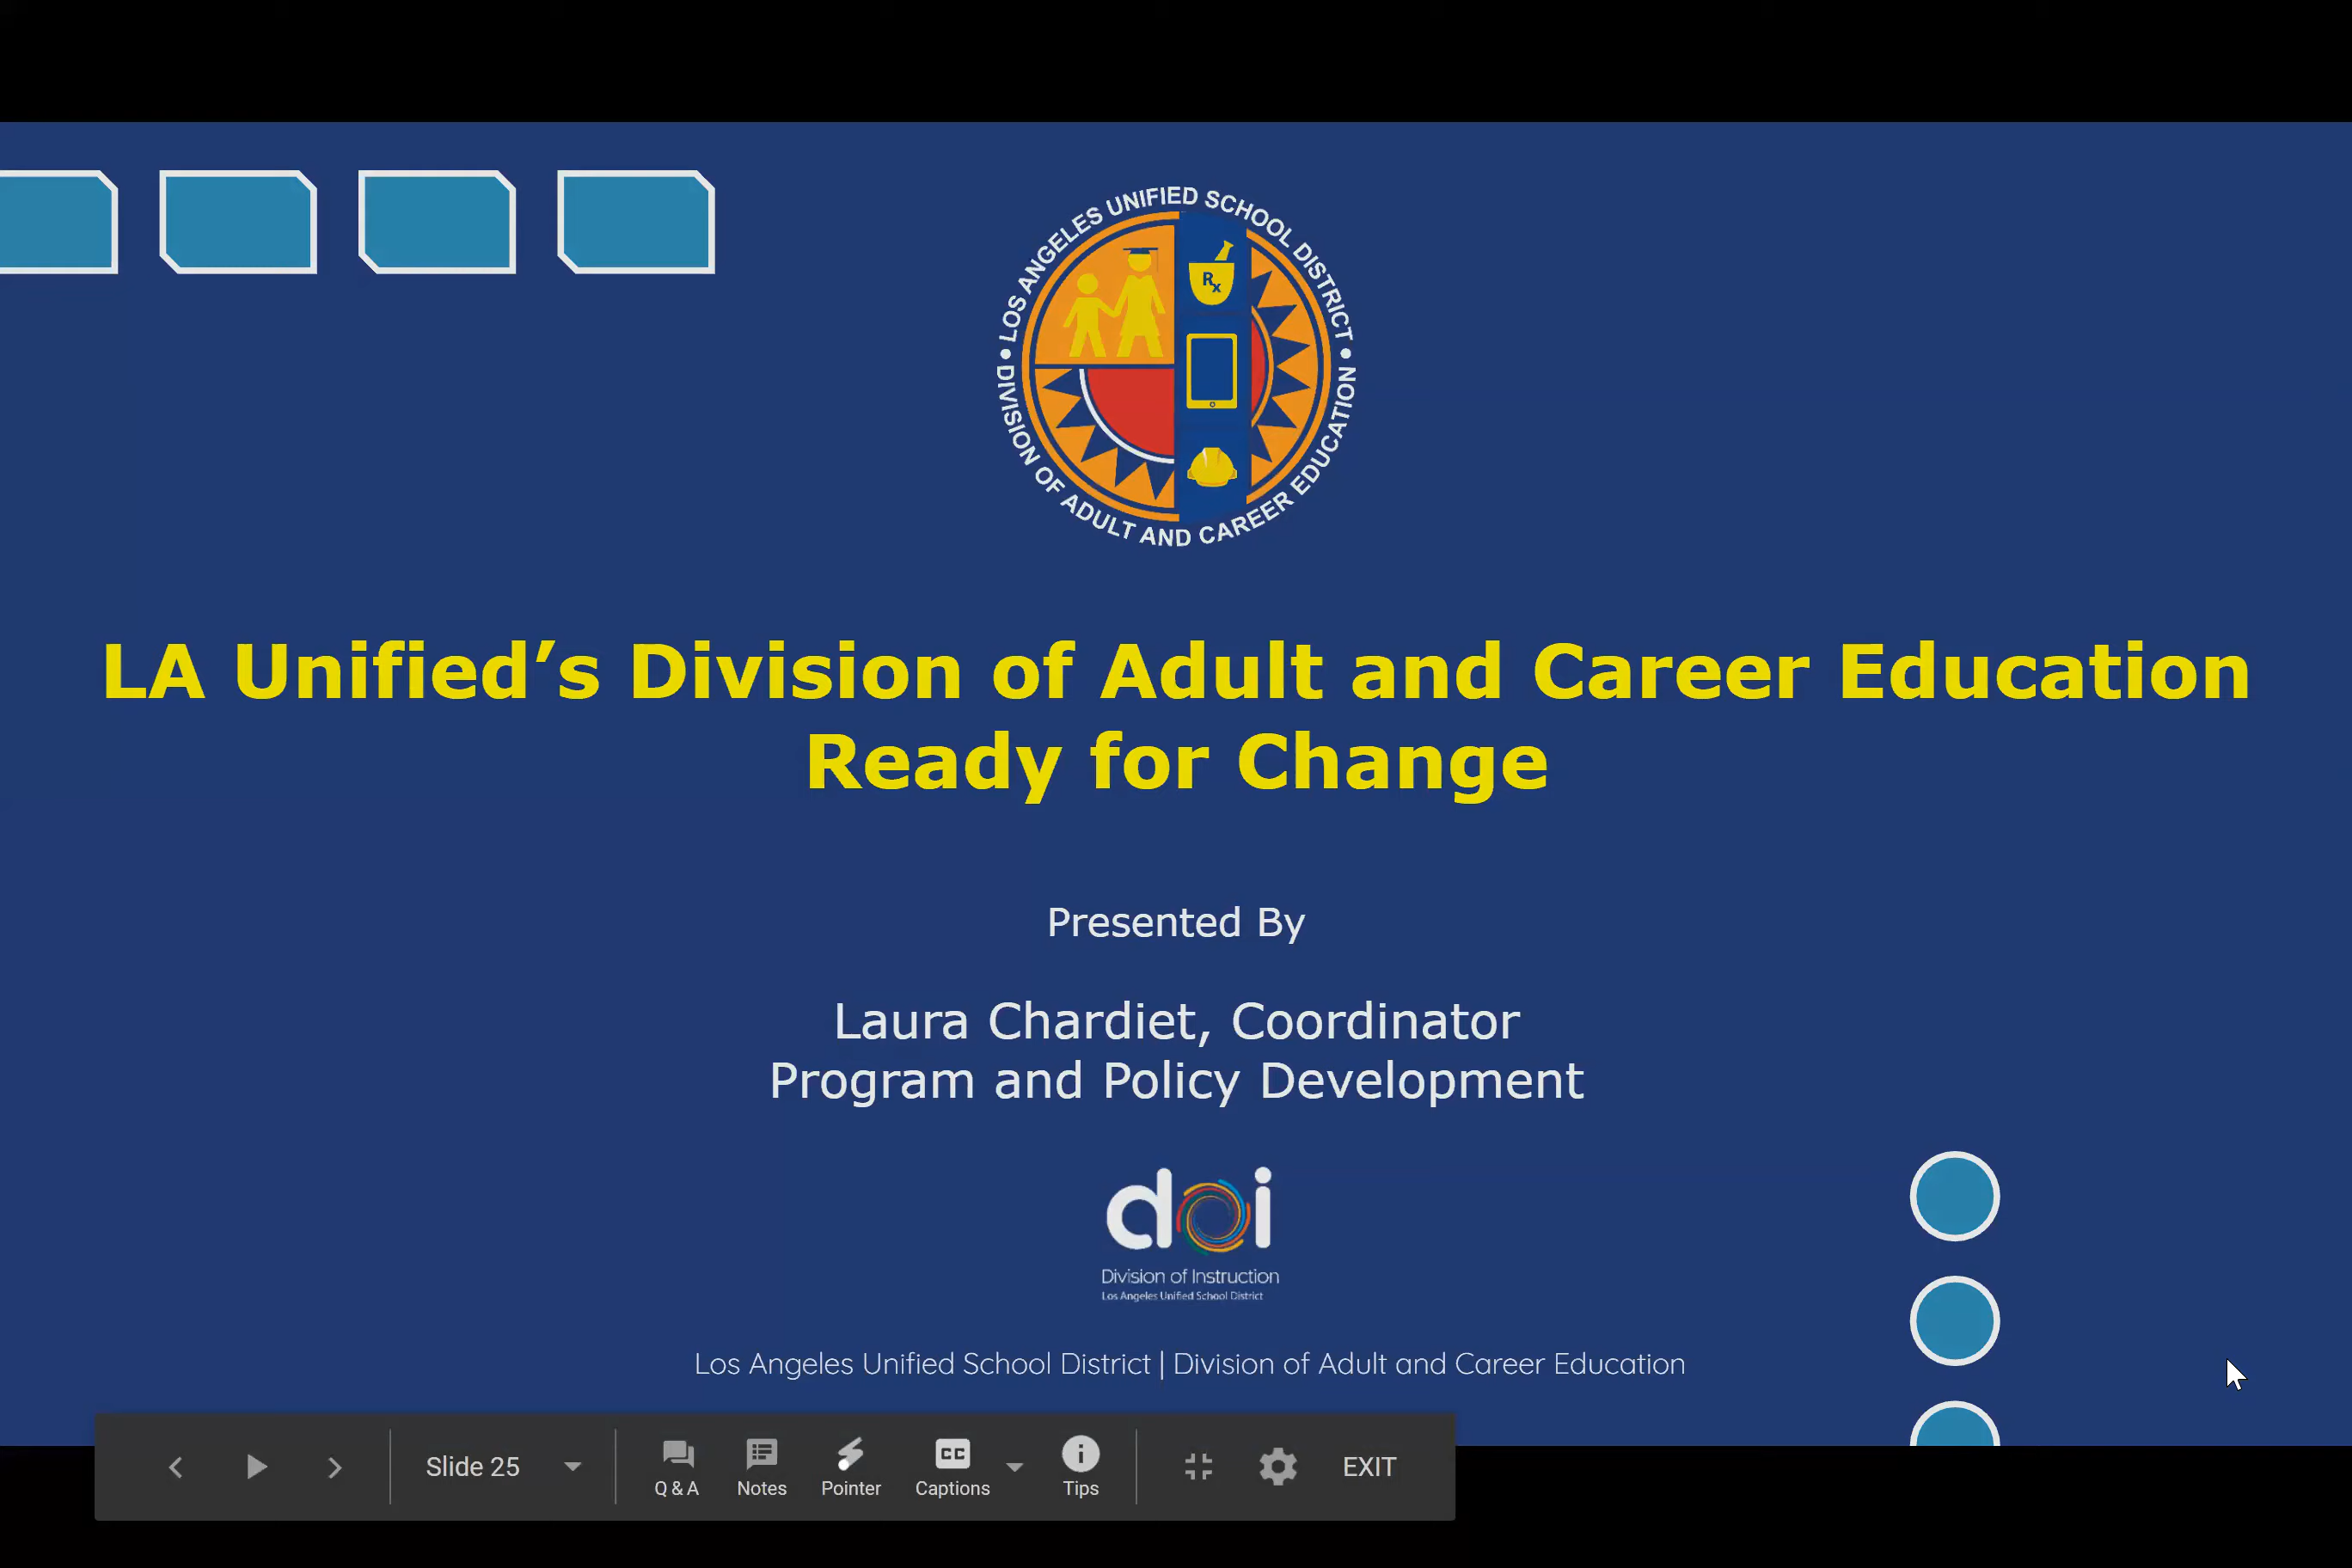 LOS ANGELES UNIFIED SCHOOL DISTRICT
DIVISION OF ADULT AND CAREER EDUCATION
Rx
LA Unified’s Division of Adult and Career Education
Ready for Change
Presented By
Laura Chardiet, Coordinator
Program and Policy Development
doi
Division of Instruction
Los Angeles Unified School District
Los Angeles Unified School District | Division of Adult and Career Education
Slide 25
Q & A
Notes
Pointer
CC
Captions
Tips
EXIT